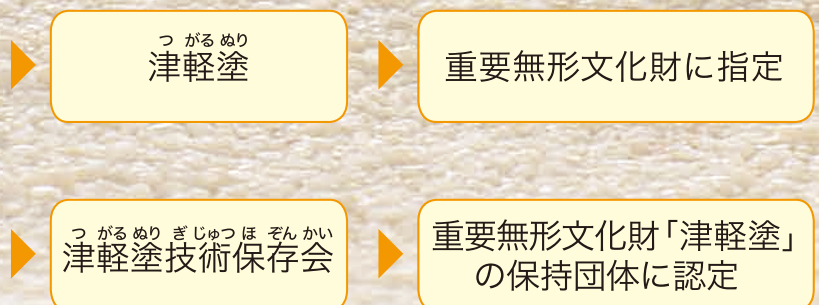 つ がる ぬり
津軽塗
重要無形文化財に指定
つ がる ぬり ぎ じゅつ ほ ぞん かい
津軽塗技術保存会
重要無形文化財「津軽塗」
の保持団体に認定